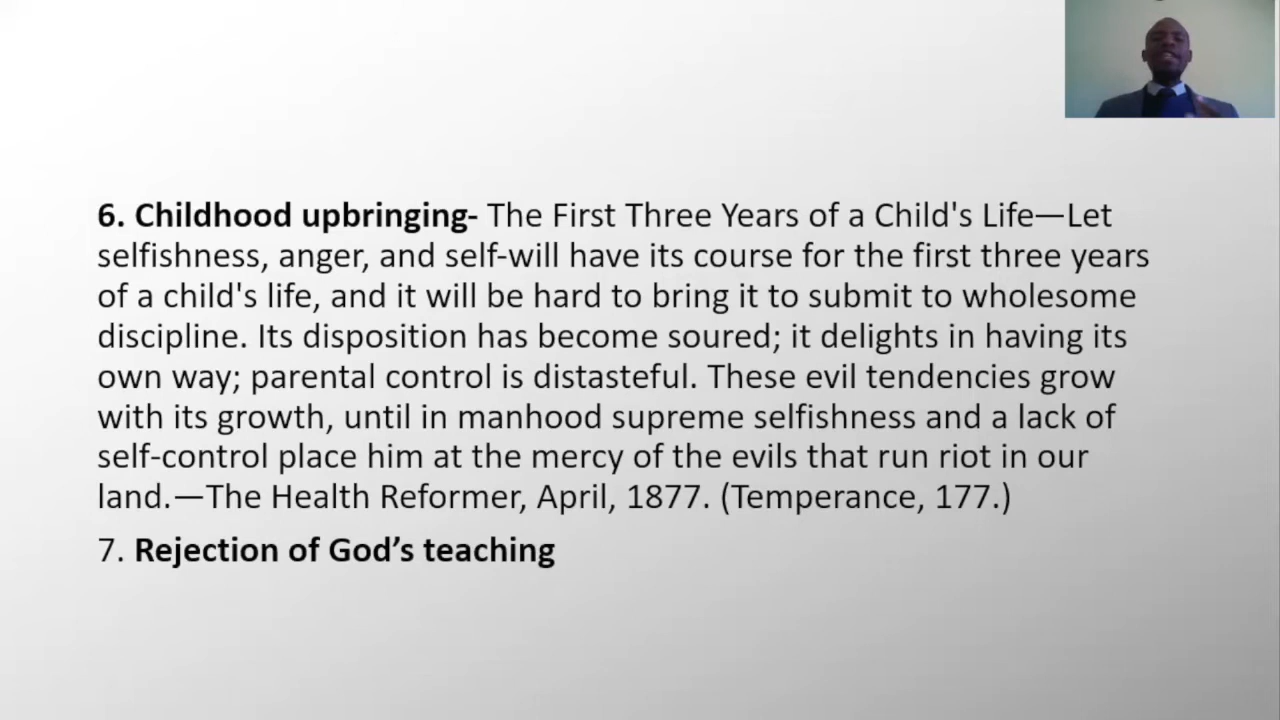 6. Childhood upbringing- The First Three Years of a Child's Life—Let
selfishness, anger, and self-will have its course for the first three years
of a child's life, and it will be hard to bring it to submit to wholesome
discipline. Its disposition has become soured; it delights in having its
own way; parental control is distasteful. These evil tendencies grow
with its growth, until in manhood supreme selfishness and a lack of
self-control place him at the mercy of the evils that run riot in our
land.—The Health Reformer, April, 1877. (Temperance, 177.)
7. Rejection of God’s teaching